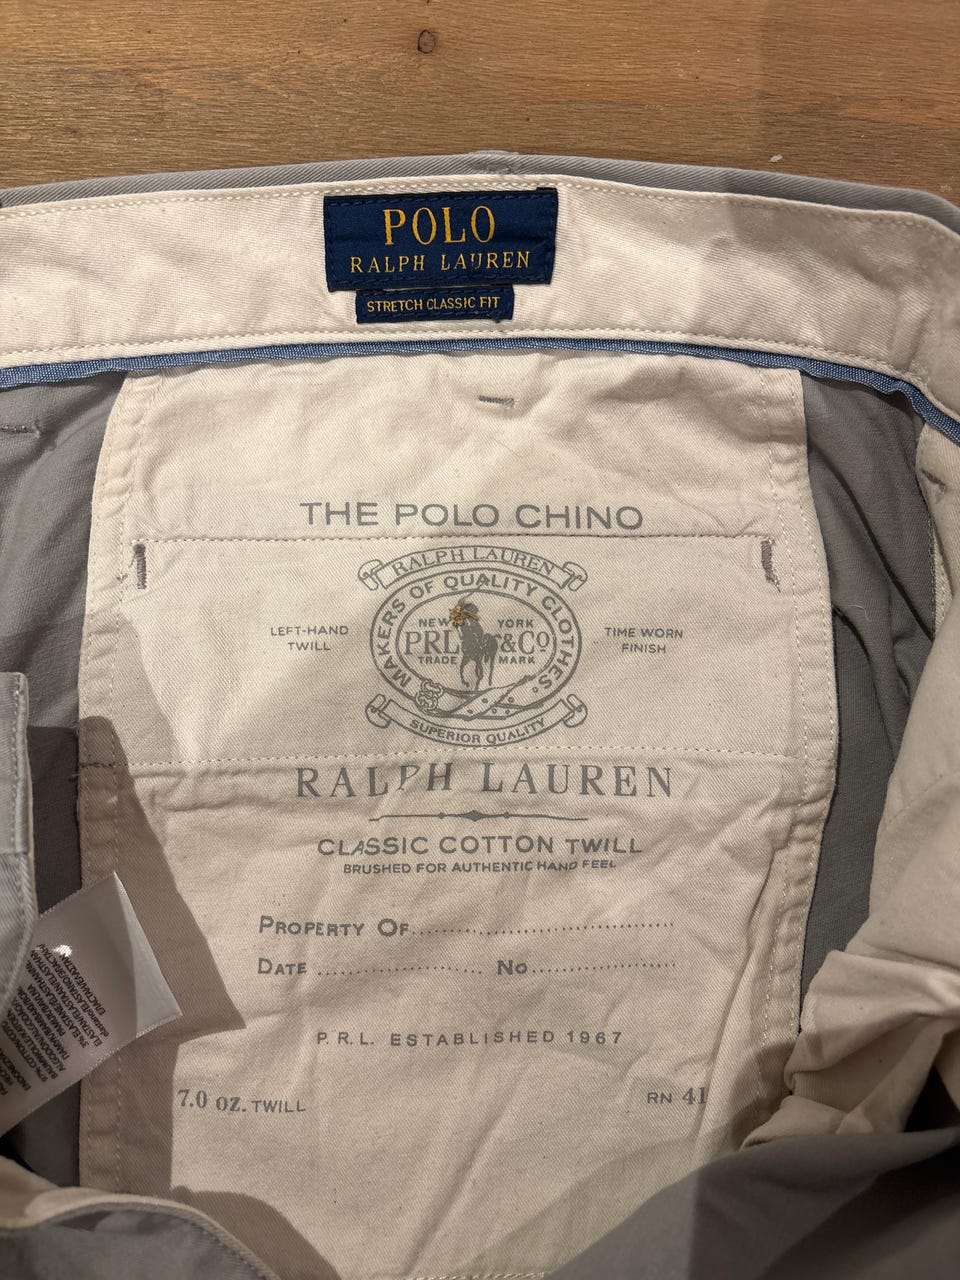 POLO
RALPH LAUREN
STRETCH CLASSIC FIT
THE POLO CHINO
RALPH LAUREN
MAKERS OF QUALITY CLOTHES.
LEFT-HAND
TWILL
NEW YORK
PRL &CO
TRADE MARK
TIME WORN
FINISH
SUPERIOR QUALITY
RALPH LAUREN
CLASSIC COTTON TWILL
BRUSHED FOR AUTHENTIC HAND FEEL
PROPERTY OF
DATE NO
P.R.L. ESTABLISHED 1967
7.0 OZ. TWILL
RN 41